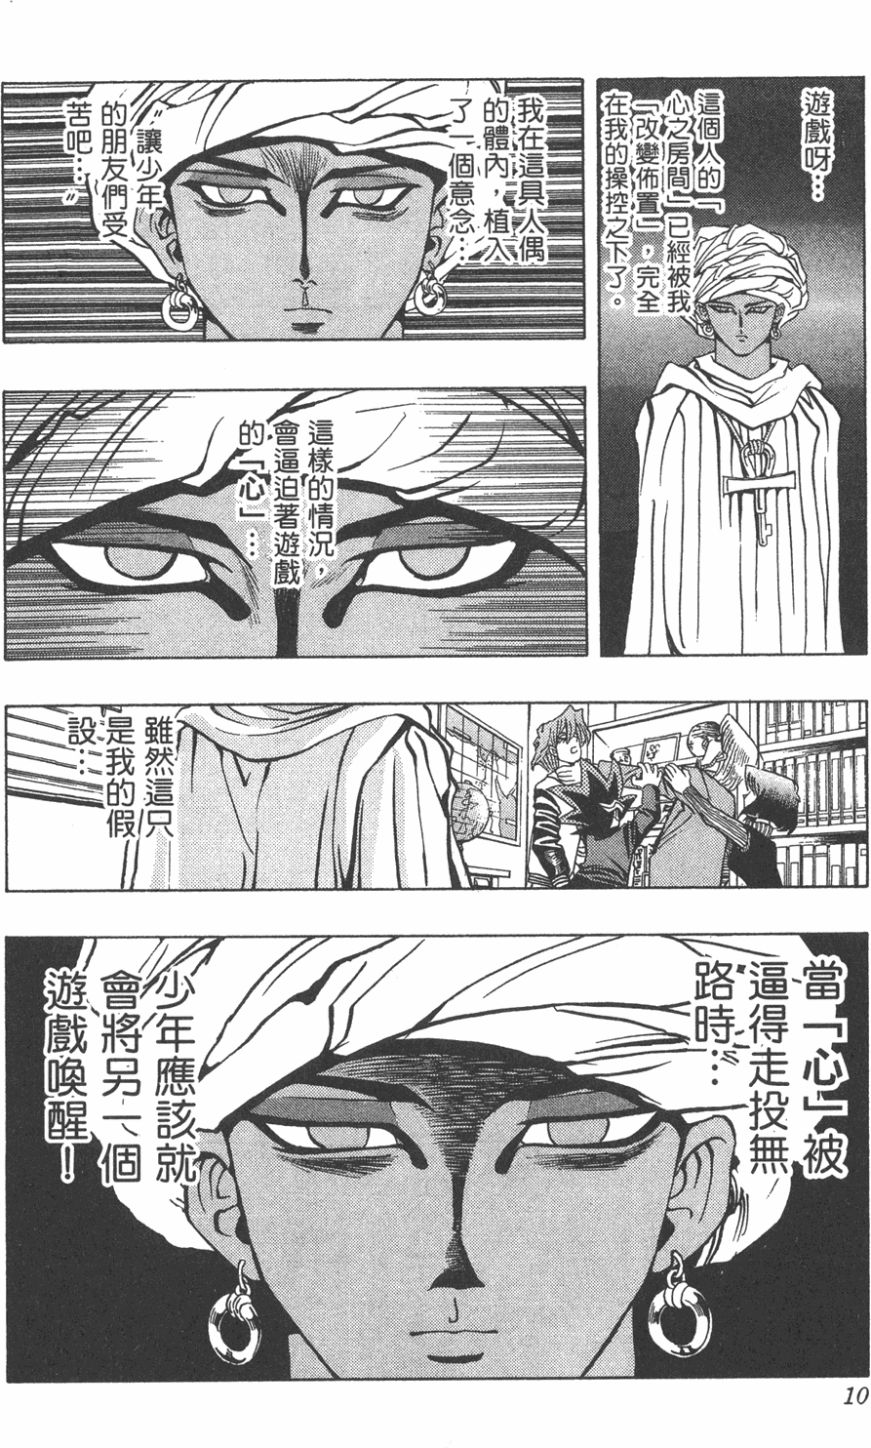 遊戲呀…
這個人的「
心之房間」已經被我
「改變佈置」，完全
在我的操控之下了。
我在這具人偶
的體內，植入
了一個意念…
〝讓少年
的朋友們受
苦吧…〞
這樣的情況，
會逼迫著遊戲
的「心」…
雖然這只
是我的假
設…
當「心」被
逼得走投無
路時…
少年應該就
會將另一個
遊戲喚醒！
10